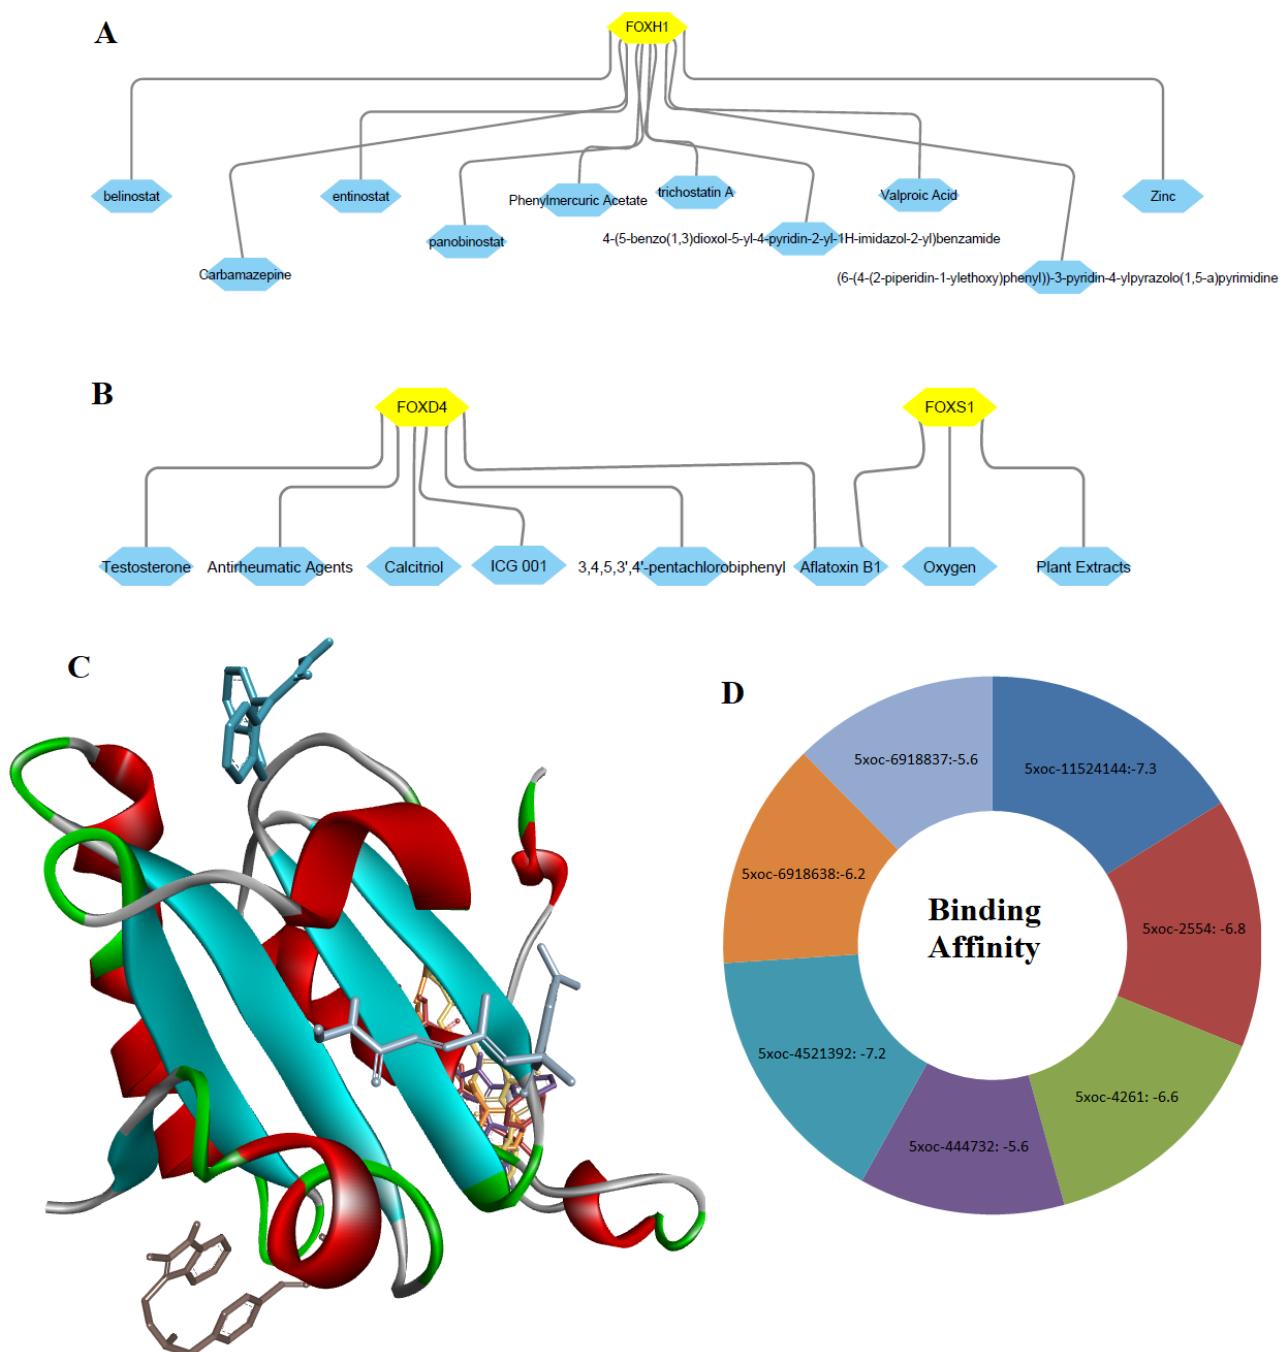 A
FOXH1
belinostat
entinostat
Phenylmercuric Acetate
trichostatin A
Valproic Acid
Zinc
panobinostat
4-(5-benzo(1,3)dioxol-5-yl-4-pyridin-2-yl-1H-imidazol-2-yl)benzamide
Carbamazepine
(6-(4-(2-piperidin-1-ylethoxy)phenyl))-3-pyridin-4-ylpyrazolo(1,5-a)pyrimidine
B
FOXD4
FOXS1
Testosterone
Antirheumatic Agents
Calcitriol
ICG 001
3,4,5,3',4'-pentachlorobiphenyl
Aflatoxin B1
Oxygen
Plant Extracts
C
D
5xoc-6918837:-5.6
5xoc-11524144:-7.3
5xoc-6918638:-6.2
Binding
Affinity
5xoc-2554: -6.8
5xoc-4521392: -7.2
5xoc-4261: -6.6
5xoc-444732: -5.6